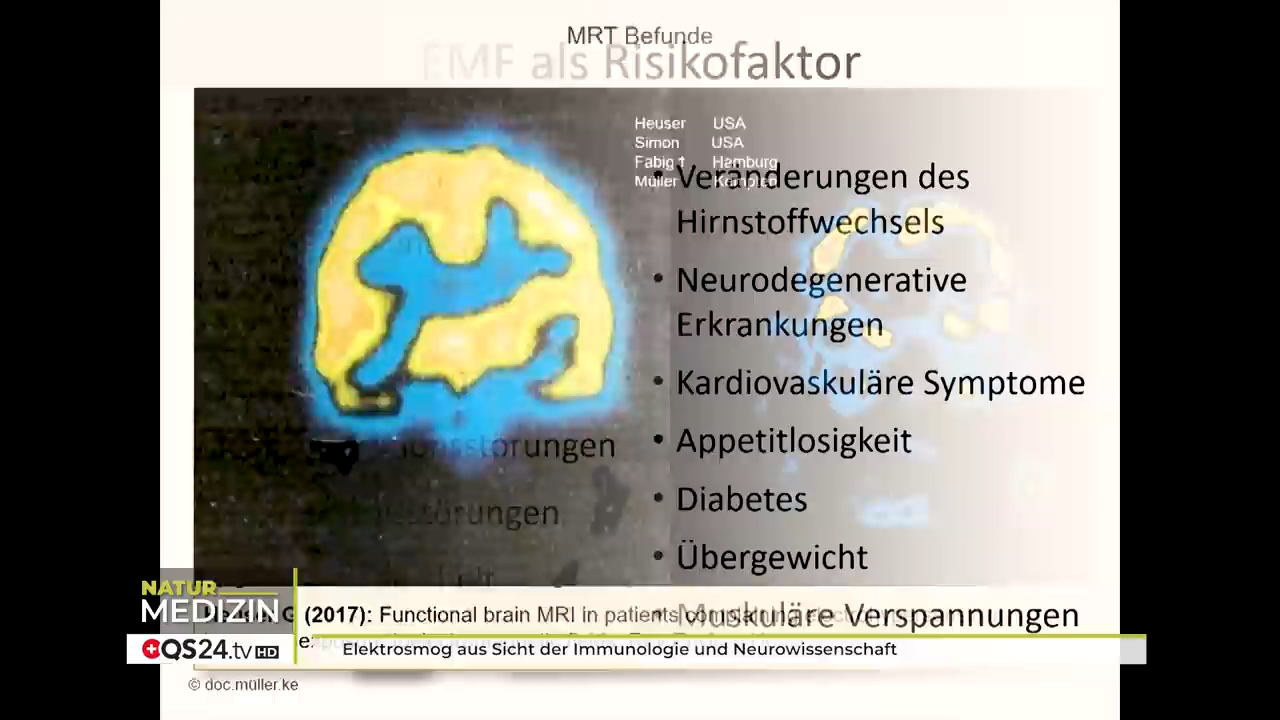 MRT Befunde
EMF als Risikofaktor
Heuser USA
Simon USA
Fabig † Hamburg
Müller Kempten
• Veränderungen des
Hirnstoffwechsels
• Neurodegenerative
Erkrankungen
• Kardiovaskuläre Symptome
• Appetitlosigkeit
• Diabetes
• Übergewicht
• Muskuläre Verspannungen
(2017): Functional brain MRI in patients
NATUR
MEDIZIN
QS24.tv HD
Elektrosmog aus Sicht der Immunologie und Neurowissenschaft
© doc.müller.ke